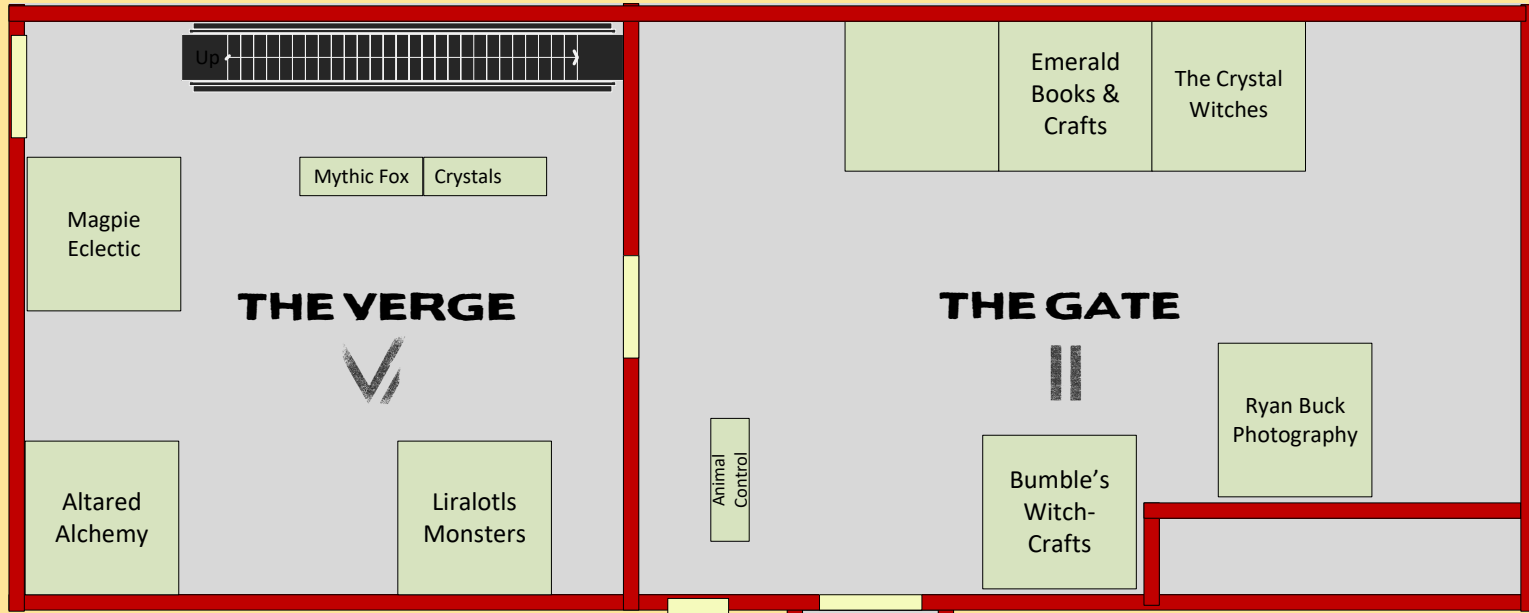 Up
Emerald
Books &
Crafts
The Crystal
Witches
Mythic Fox
Crystals
Magpie
Eclectic
THE VERGE
THE GATE
Ryan Buck
Photography
Animal
Control
Altared
Alchemy
Liralotls
Monsters
Bumble’s
Witch-
Crafts